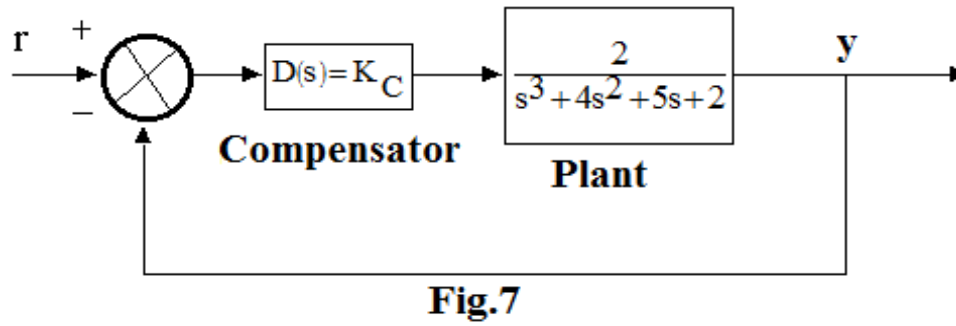 r
+
−
D(s)=K_C
Compensator
2
s^3+4s^2+5s+2
Plant
y
Fig.7